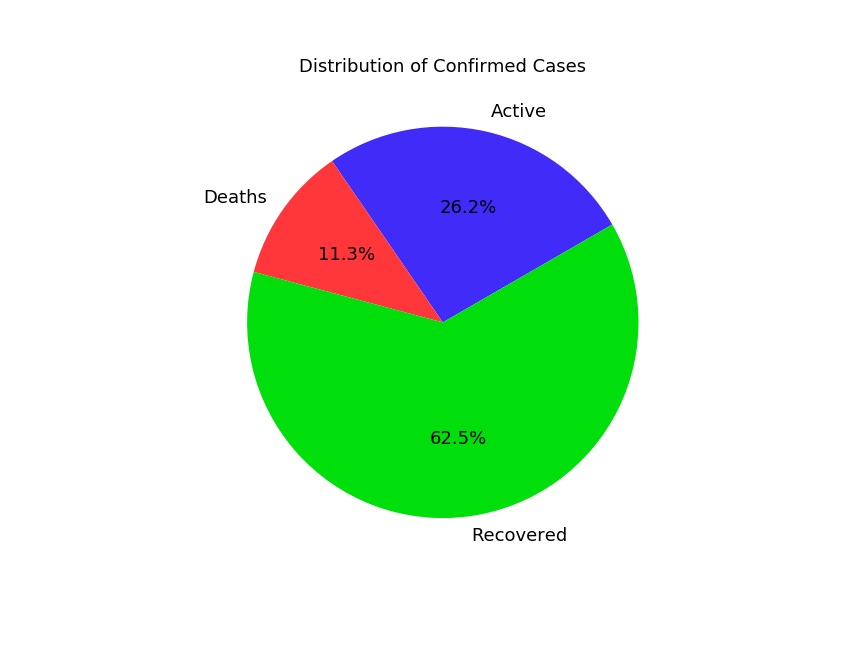 Distribution of Confirmed Cases
Active
Deaths
26.2%
11.3%
62.5%
Recovered